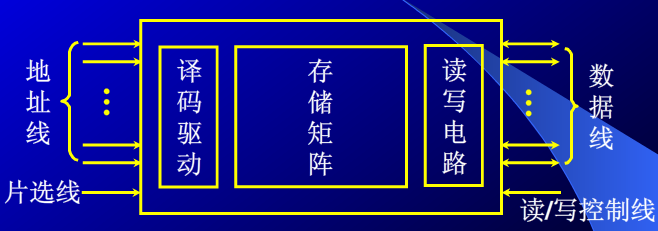 地址线
片选线
译码驱动
存储矩阵
读写电路
数据线
读/写控制线